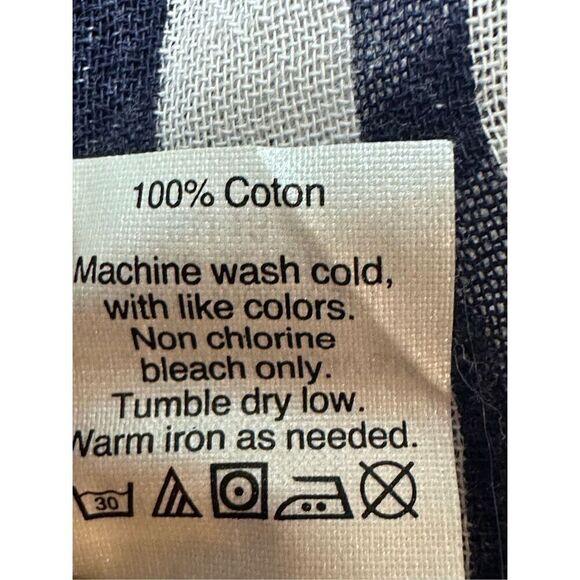 100% Coton
Machine wash cold,
with like colors.
Non chlorine
bleach only.
Tumble dry low.
Warm iron as needed.
30